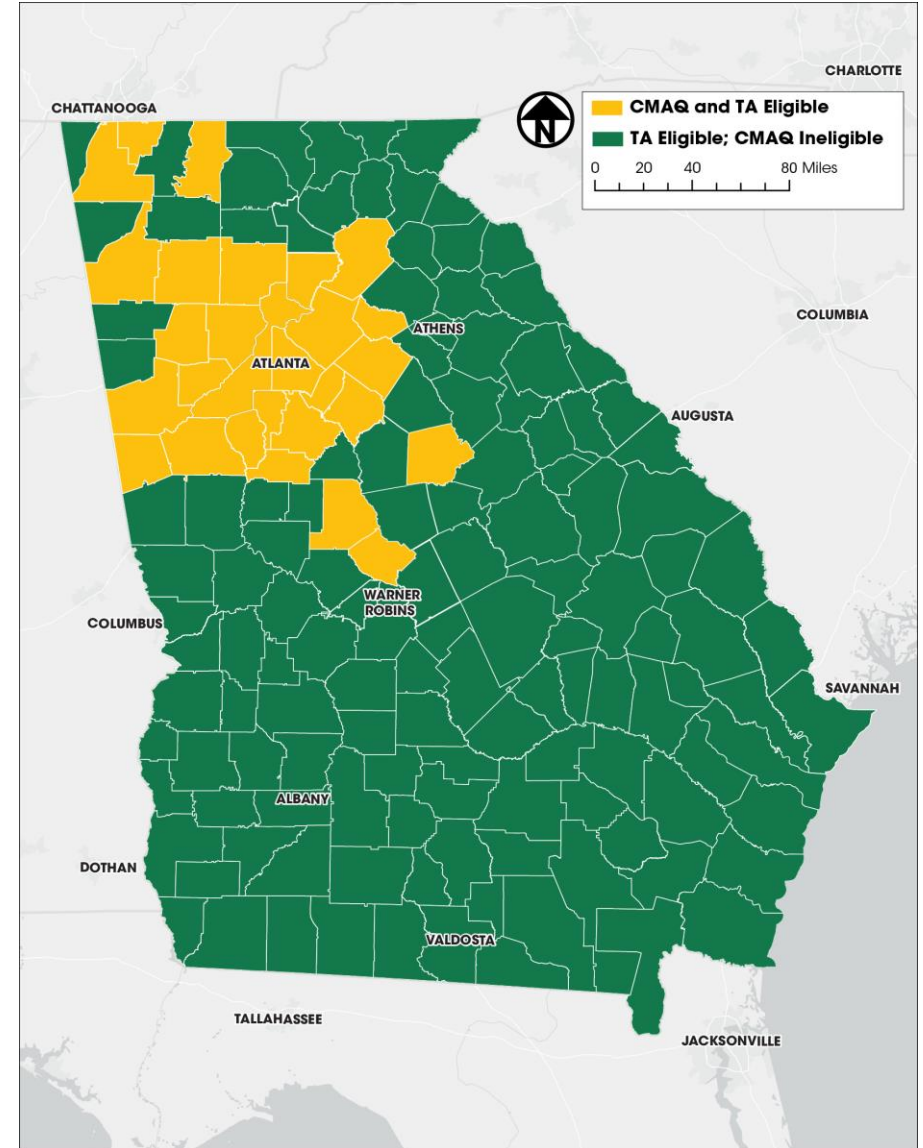 CHARLOTTE
CHATTANOOGA
CMAQ and TA Eligible
N
TA Eligible; CMAQ Ineligible
0 20 40 80 Miles
COLUMBIA
ATHENS
ATLANTA
AUGUSTA
WARNER
ROBINS
COLUMBUS
SAVANNAH
ALBANY
DOTHAN
VALDOSTA
TALLAHASSEE
JACKSONVILLE